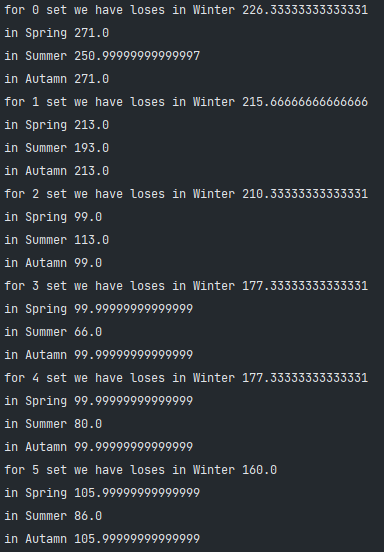 for 0 set we have loses in Winter 226.33333333333331
in Spring 271.0
in Summer 250.99999999999997
in Autamn 271.0
for 1 set we have loses in Winter 215.66666666666666
in Spring 213.0
in Summer 193.0
in Autamn 213.0
for 2 set we have loses in Winter 210.33333333333331
in Spring 99.0
in Summer 113.0
in Autamn 99.0
for 3 set we have loses in Winter 177.33333333333331
in Spring 99.99999999999999
in Summer 66.0
in Autamn 99.99999999999999
for 4 set we have loses in Winter 177.33333333333331
in Spring 99.99999999999999
in Summer 80.0
in Autamn 99.99999999999999
for 5 set we have loses in Winter 160.0
in Spring 105.99999999999999
in Summer 86.0
in Autamn 105.99999999999999